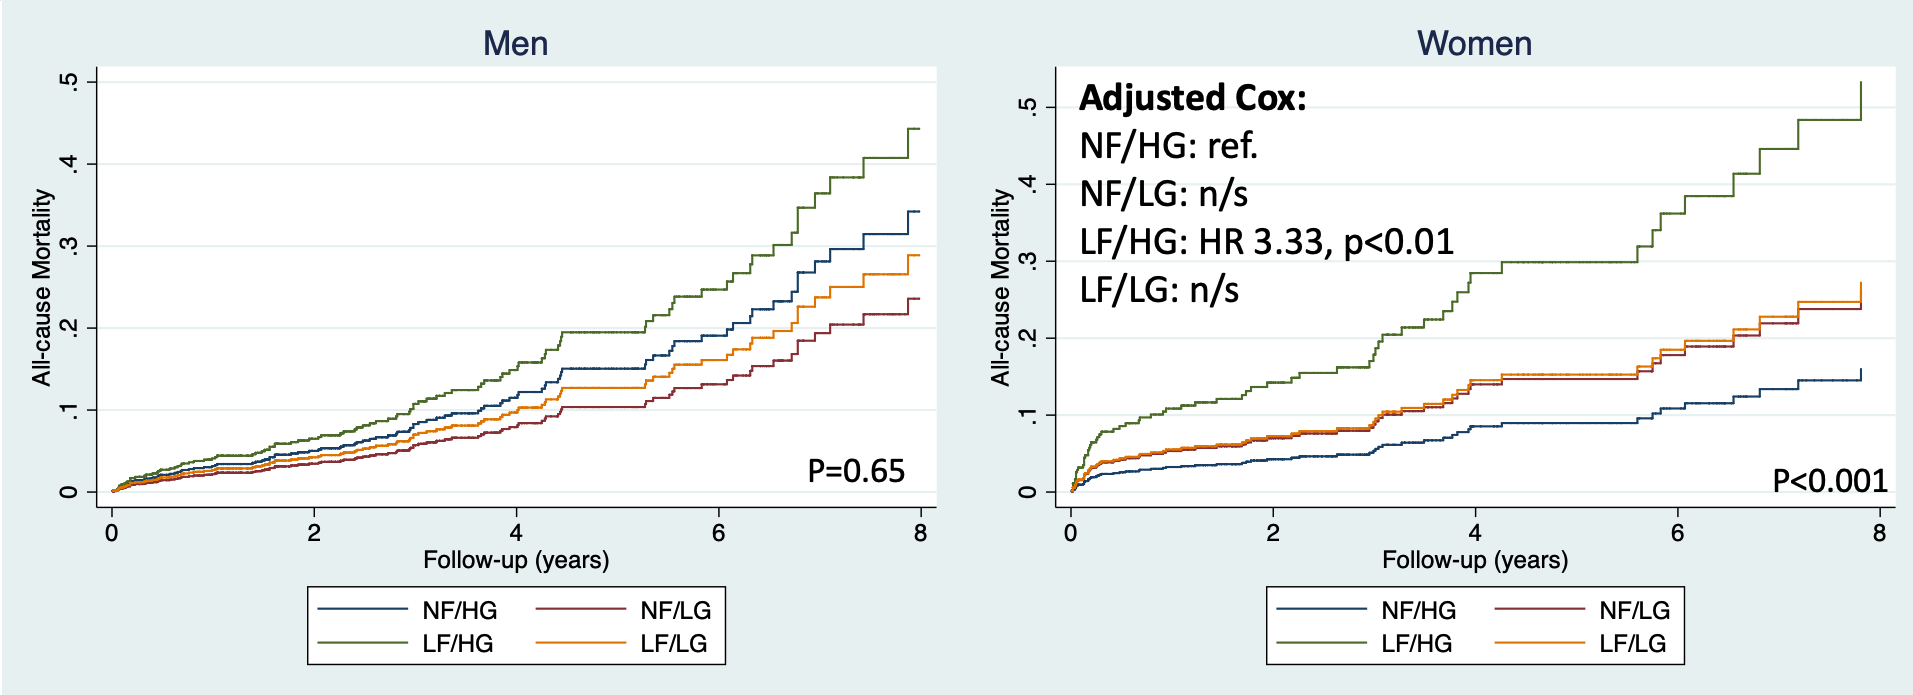 Men
All-cause Mortality
.5
.4
.3
.2
.1
0
P=0.65
0 2 4 6 8
Follow-up (years)
NF/HG NF/LG
LF/HG LF/LG
Women
All-cause Mortality
.5
.4
.3
.2
.1
0
Adjusted Cox:
NF/HG: ref.
NF/LG: n/s
LF/HG: HR 3.33, p<0.01
LF/LG: n/s
P<0.001
0 2 4 6 8
Follow-up (years)
NF/HG NF/LG
LF/HG LF/LG